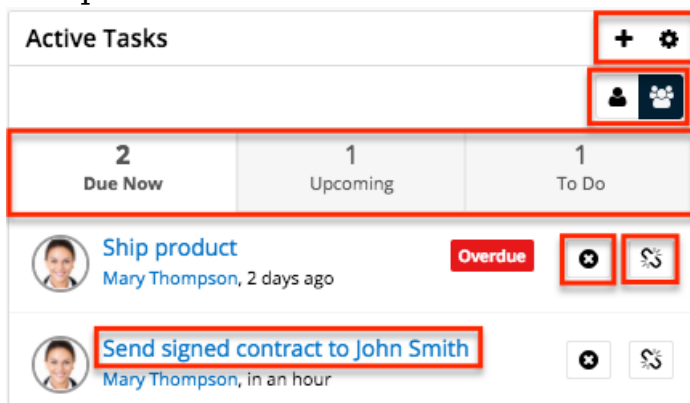 Active Tasks
2 1 1
Due Now Upcoming To Do
Ship product
Overdue
Mary Thompson, 2 days ago
Send signed contract to John Smith
Mary Thompson, in an hour